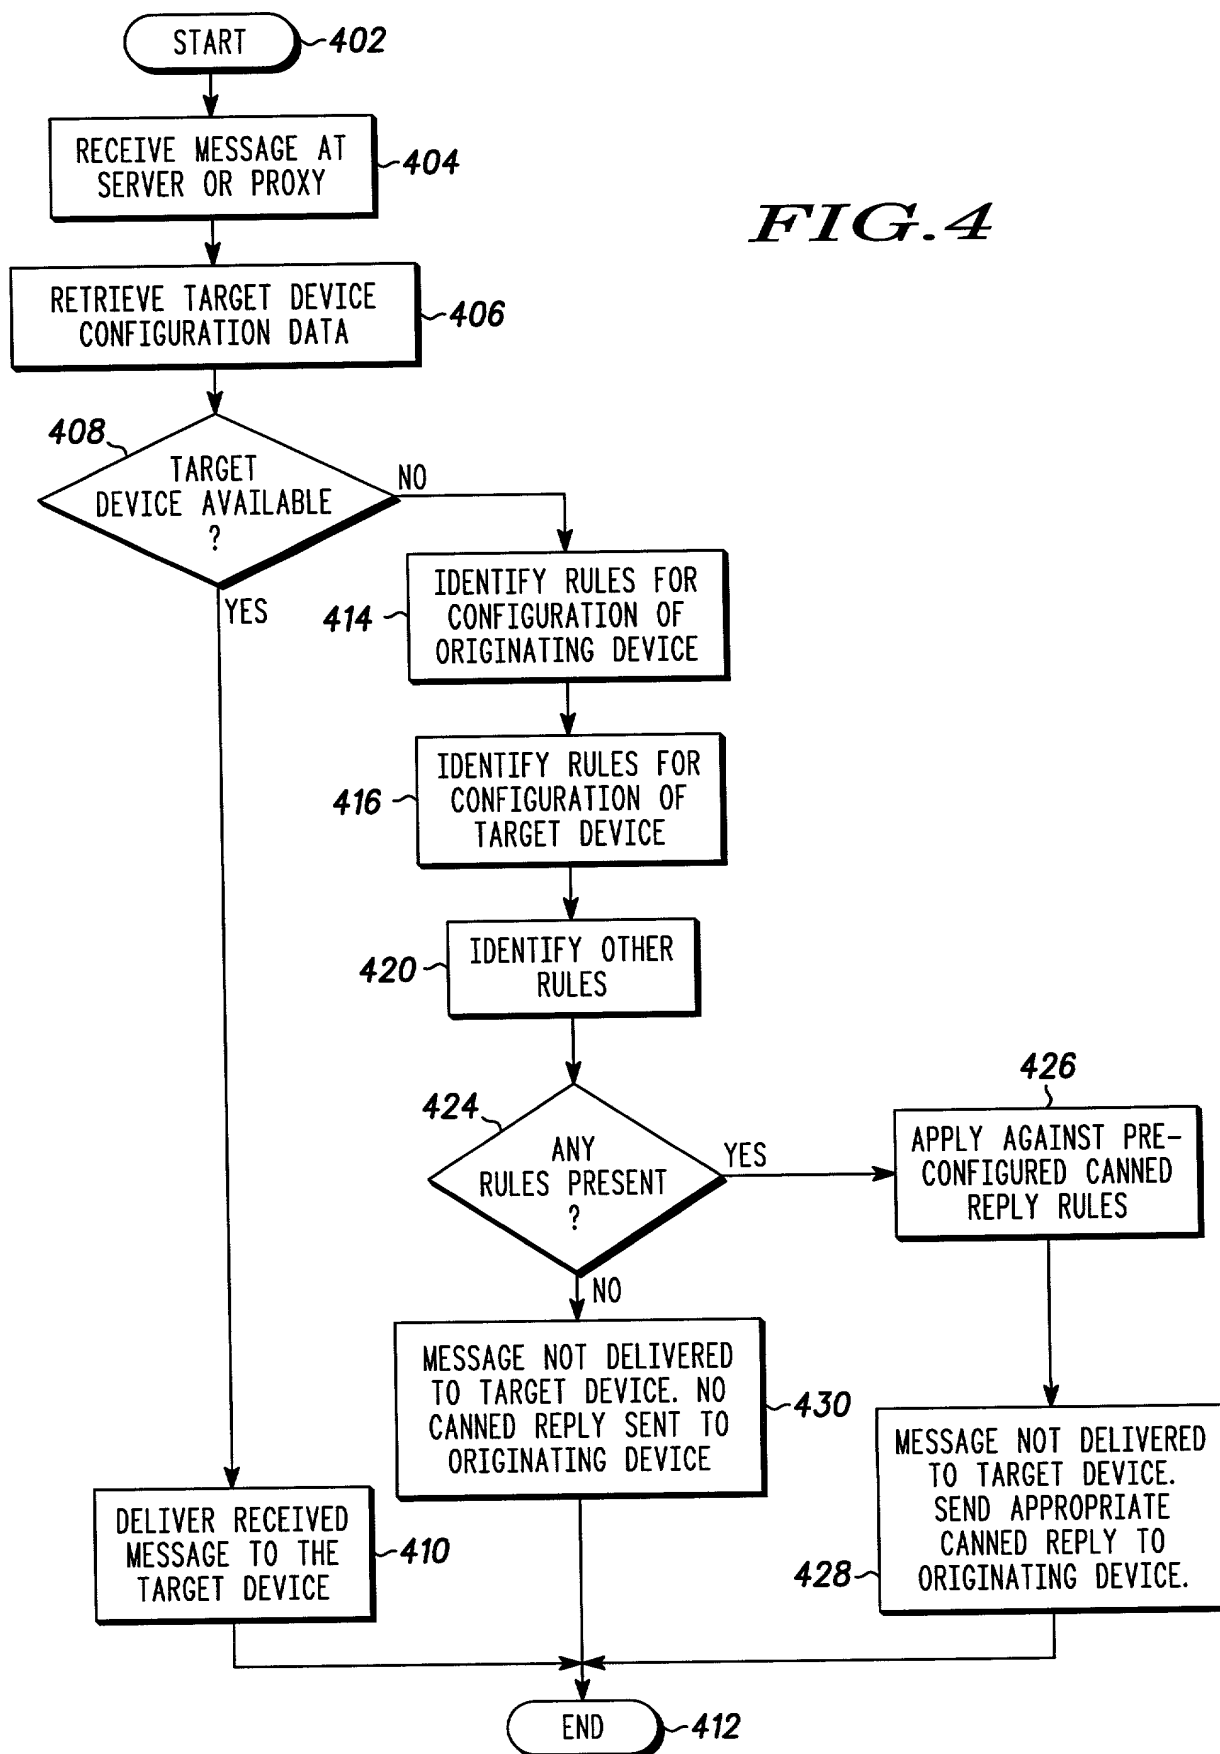 START
402
RECEIVE MESSAGE AT
SERVER OR PROXY
404
FIG.4
RETRIEVE TARGET DEVICE
CONFIGURATION DATA
406
408
TARGET
DEVICE AVAILABLE
?
NO
YES
IDENTIFY RULES FOR
CONFIGURATION OF
ORIGINATING DEVICE
414
IDENTIFY RULES FOR
CONFIGURATION OF
TARGET DEVICE
416
IDENTIFY OTHER
RULES
420
424
ANY
RULES PRESENT
?
YES
NO
426
APPLY AGAINST PRE-
CONFIGURED CANNED
REPLY RULES
MESSAGE NOT DELIVERED
TO TARGET DEVICE. NO
CANNED REPLY SENT TO
ORIGINATING DEVICE
430
MESSAGE NOT DELIVERED
TO TARGET DEVICE.
SEND APPROPRIATE
CANNED REPLY TO
ORIGINATING DEVICE.
428
DELIVER RECEIVED
MESSAGE TO THE
TARGET DEVICE
410
END
412